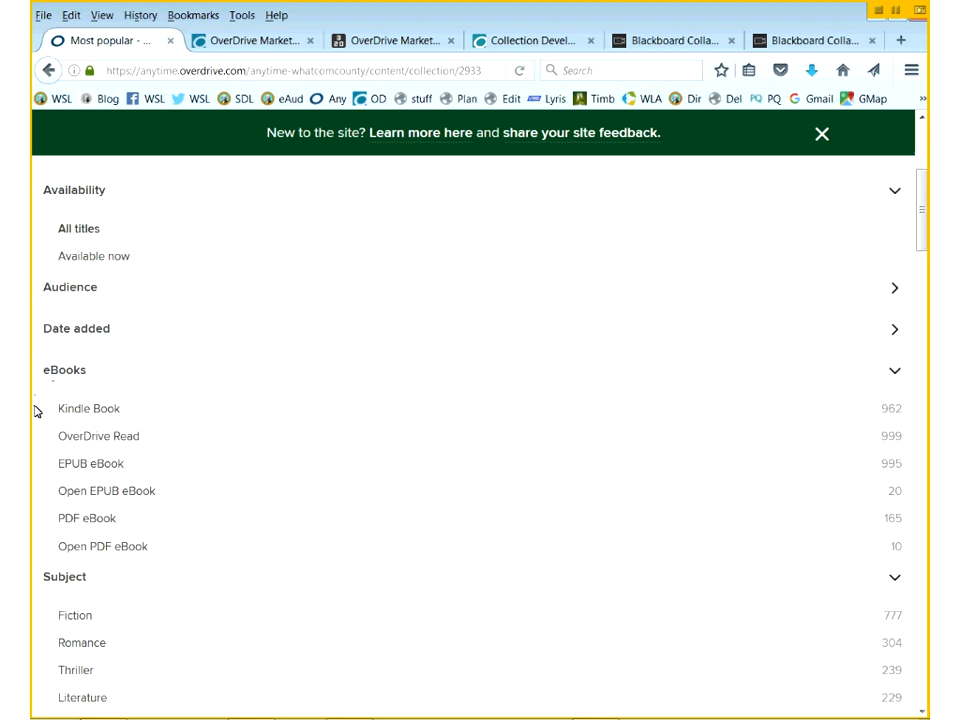 File Edit View History Bookmarks Tools Help
Most popular - ... × OverDrive Market... × OverDrive Market... × Collection Devel... × Blackboard Colla... × Blackboard Colla... × +
https://anytime.overdrive.com/anytime-whatcomcounty/content/collection/2933 Search
WSL Blog WSL WSL SDL eAud Any OD stuff Plan Edit Lyris Timb WLA Dir Del PQ PQ Gmail GMap »
New to the site? Learn more here and share your site feedback.
Availability
All titles
Available now
Audience
Date added
eBooks
Kindle Book 962
OverDrive Read 999
EPUB eBook 995
Open EPUB eBook 20
PDF eBook 165
Open PDF eBook 10
Subject
Fiction 777
Romance 304
Thriller 239
Literature 229